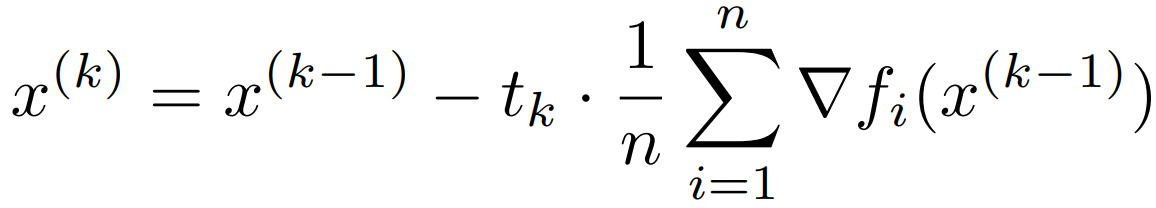 x^{(k)} = x^{(k-1)} - t_k \cdot \frac{1}{n} \sum_{i=1}^{n} \nabla f_i(x^{(k-1)})